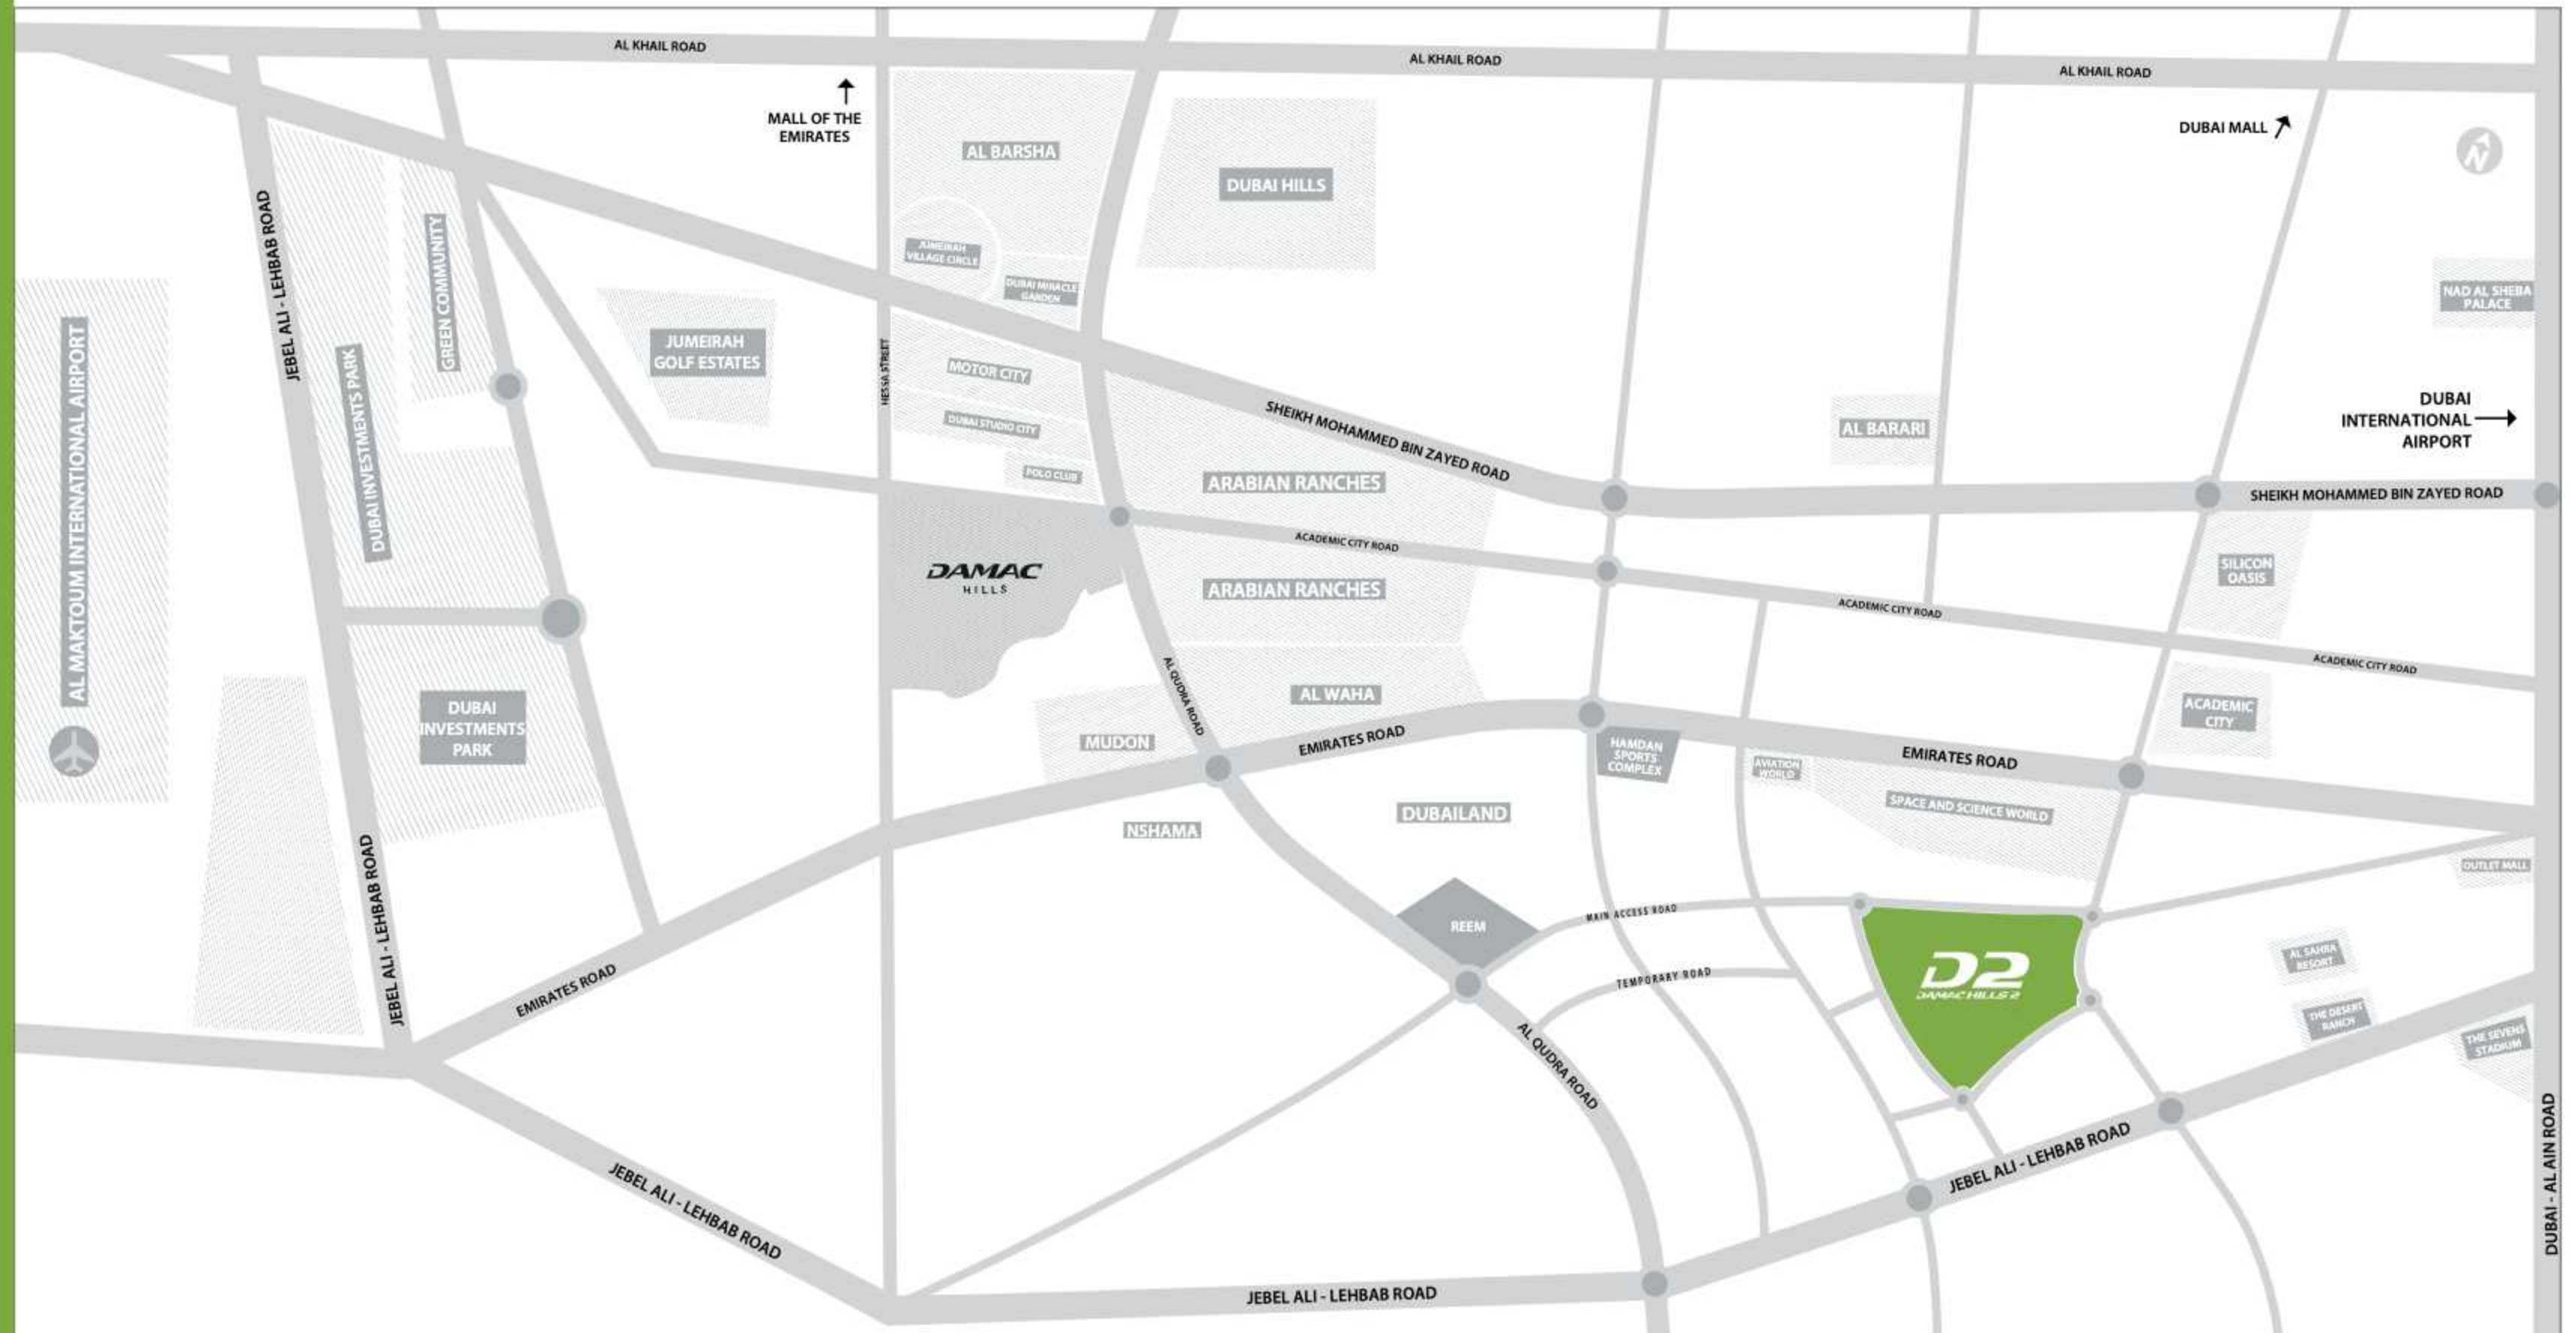 AL KHAIL ROAD
AL KHAIL ROAD
AL KHAIL ROAD
MALL OF THE
EMIRATES
AL BARSHA
DUBAI HILLS
DUBAI MALL
N
JEBEL ALI - LEHBAB ROAD
GREEN COMMUNITY
JUMEIRAH
VILLAGE CIRCLE
DUBAI MIRACLE
GARDEN
NAD AL SHEBA
PALACE
AL MAKTOUM INTERNATIONAL AIRPORT
DUBAI INVESTMENTS PARK
JUMEIRAH
GOLF ESTATES
HESSA STREET
MOTOR CITY
DUBAI STUDIO CITY
POLO CLUB
SHEIKH MOHAMMED BIN ZAYED ROAD
AL BARARI
DUBAI
INTERNATIONAL
AIRPORT
ARABIAN RANCHES
SHEIKH MOHAMMED BIN ZAYED ROAD
ACADEMIC CITY ROAD
DAMAC
HILLS
ARABIAN RANCHES
SILICON
OASIS
ACADEMIC CITY ROAD
ACADEMIC CITY ROAD
AL QUDRA ROAD
AL WAHA
DUBAI
INVESTMENTS
PARK
MUDON
EMIRATES ROAD
HAMDAN
SPORTS
COMPLEX
AVIATION
WORLD
EMIRATES ROAD
ACADEMIC
CITY
SPACE AND SCIENCE WORLD
NSHAMA
DUBAILAND
OUTLET MALL
JEBEL ALI - LEHBAB ROAD
EMIRATES ROAD
REEM
MAIN ACCESS ROAD
TEMPORARY ROAD
D2
DAMAC HILLS 2
AL SAHRA
RESORT
THE DESERT
RANCH
THE SEVENS
STADIUM
AL QUDRA ROAD
JEBEL ALI - LEHBAB ROAD
JEBEL ALI - LEHBAB ROAD
JEBEL ALI - LEHBAB ROAD
DUBAI - AL AIN ROAD